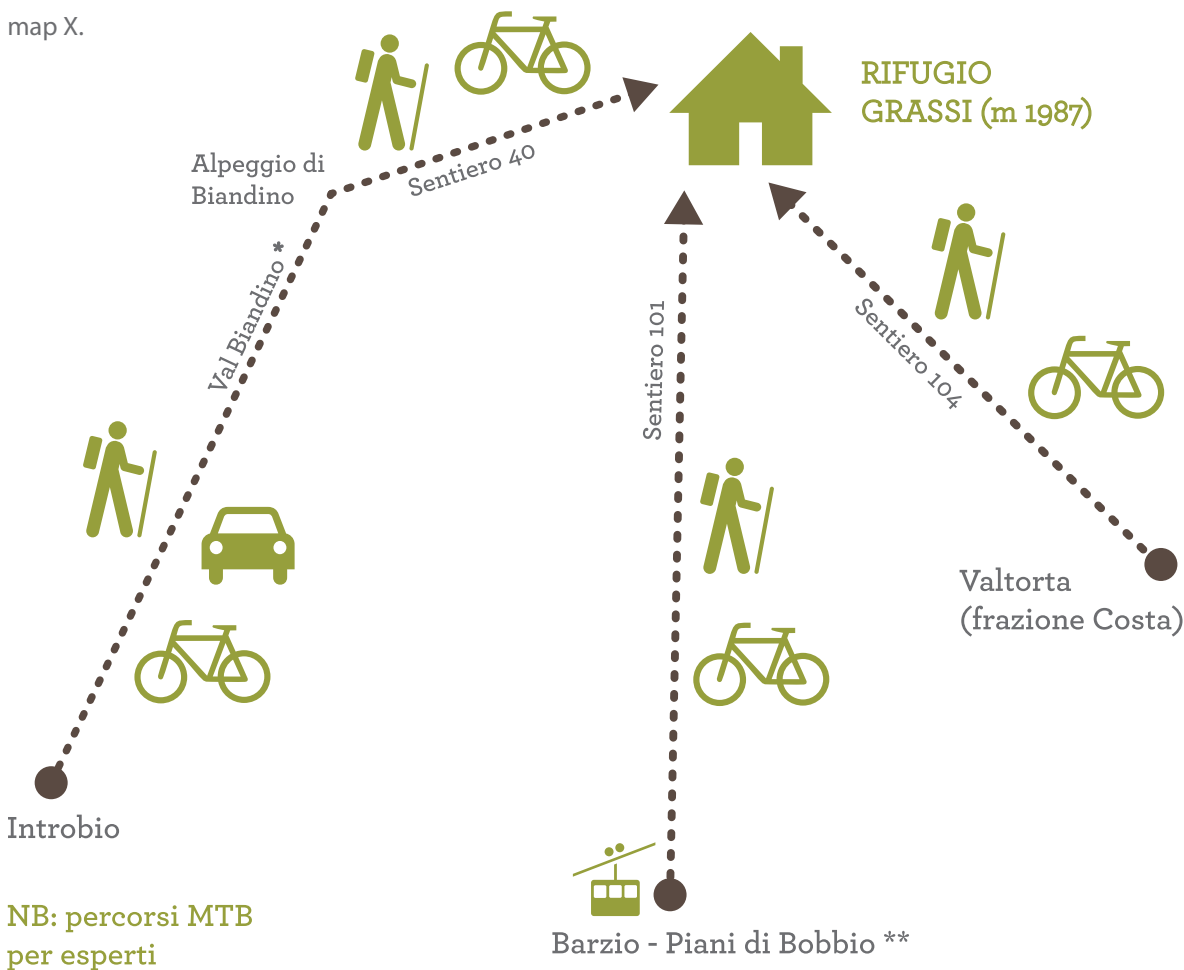 map X.
RIFUGIO
GRASSI (m 1987)
Alpeggio di
Biandino
Sentiero 40
Val Biandino *
Sentiero 101
Sentiero 104
Valtorta
(frazione Costa)
Introbio
NB: percorsi MTB
per esperti
Barzio - Piani di Bobbio **